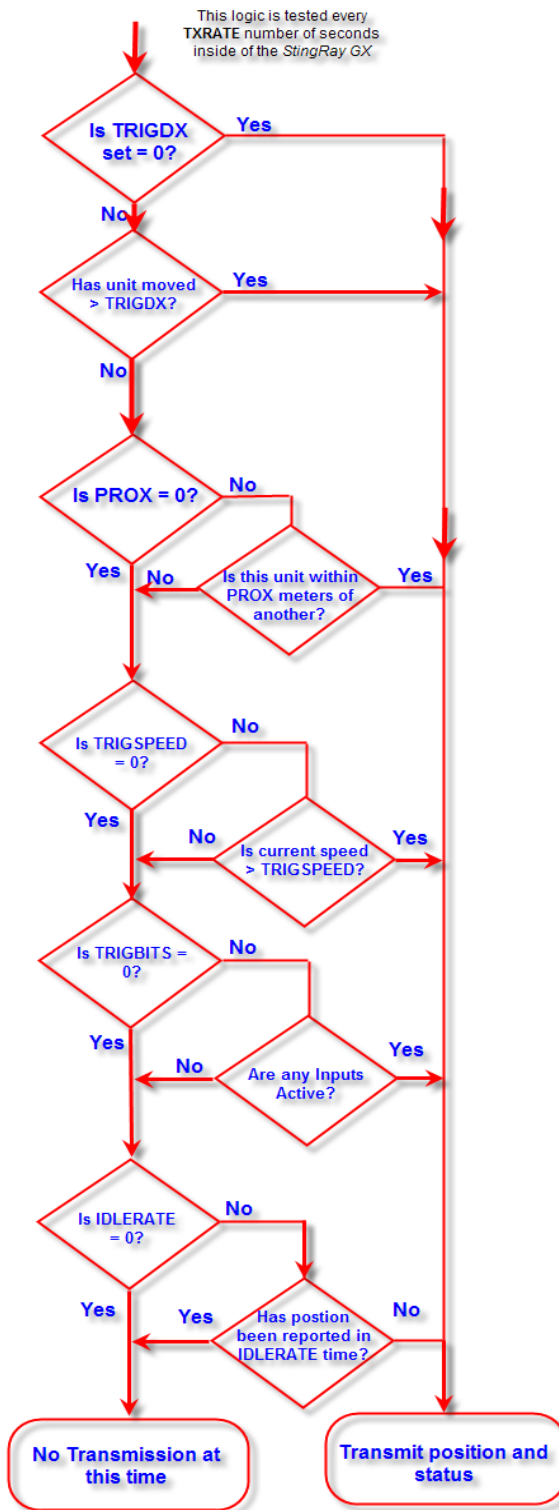 This logic is tested every
TXRATE number of seconds
inside of the StingRay GX
Is TRIGDX
set = 0?
Yes
No
Has unit moved
> TRIGDX?
Yes
No
Is PROX = 0?
No
Yes
No
Is this unit within
PROX meters of
another?
Yes
Is TRIGSPEED
= 0?
No
Yes
No
Is current speed
> TRIGSPEED?
Yes
Is TRIGBITS =
0?
No
Yes
No
Are any Inputs
Active?
Yes
Is IDLERATE
= 0?
No
Yes
Yes
Has postion
been reported in
IDLERATE time?
No
No Transmission at
this time
Transmit position and
status